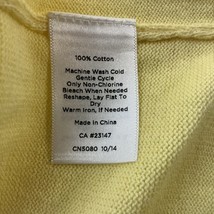 100% Cotton
Machine Wash Cold
Gentle Cycle
Only Non-Chlorine
Bleach When Needed
Reshape, Lay Flat To
Dry
Warm Iron, If Needed
Made In China
CA #23147
CN5080 10/14